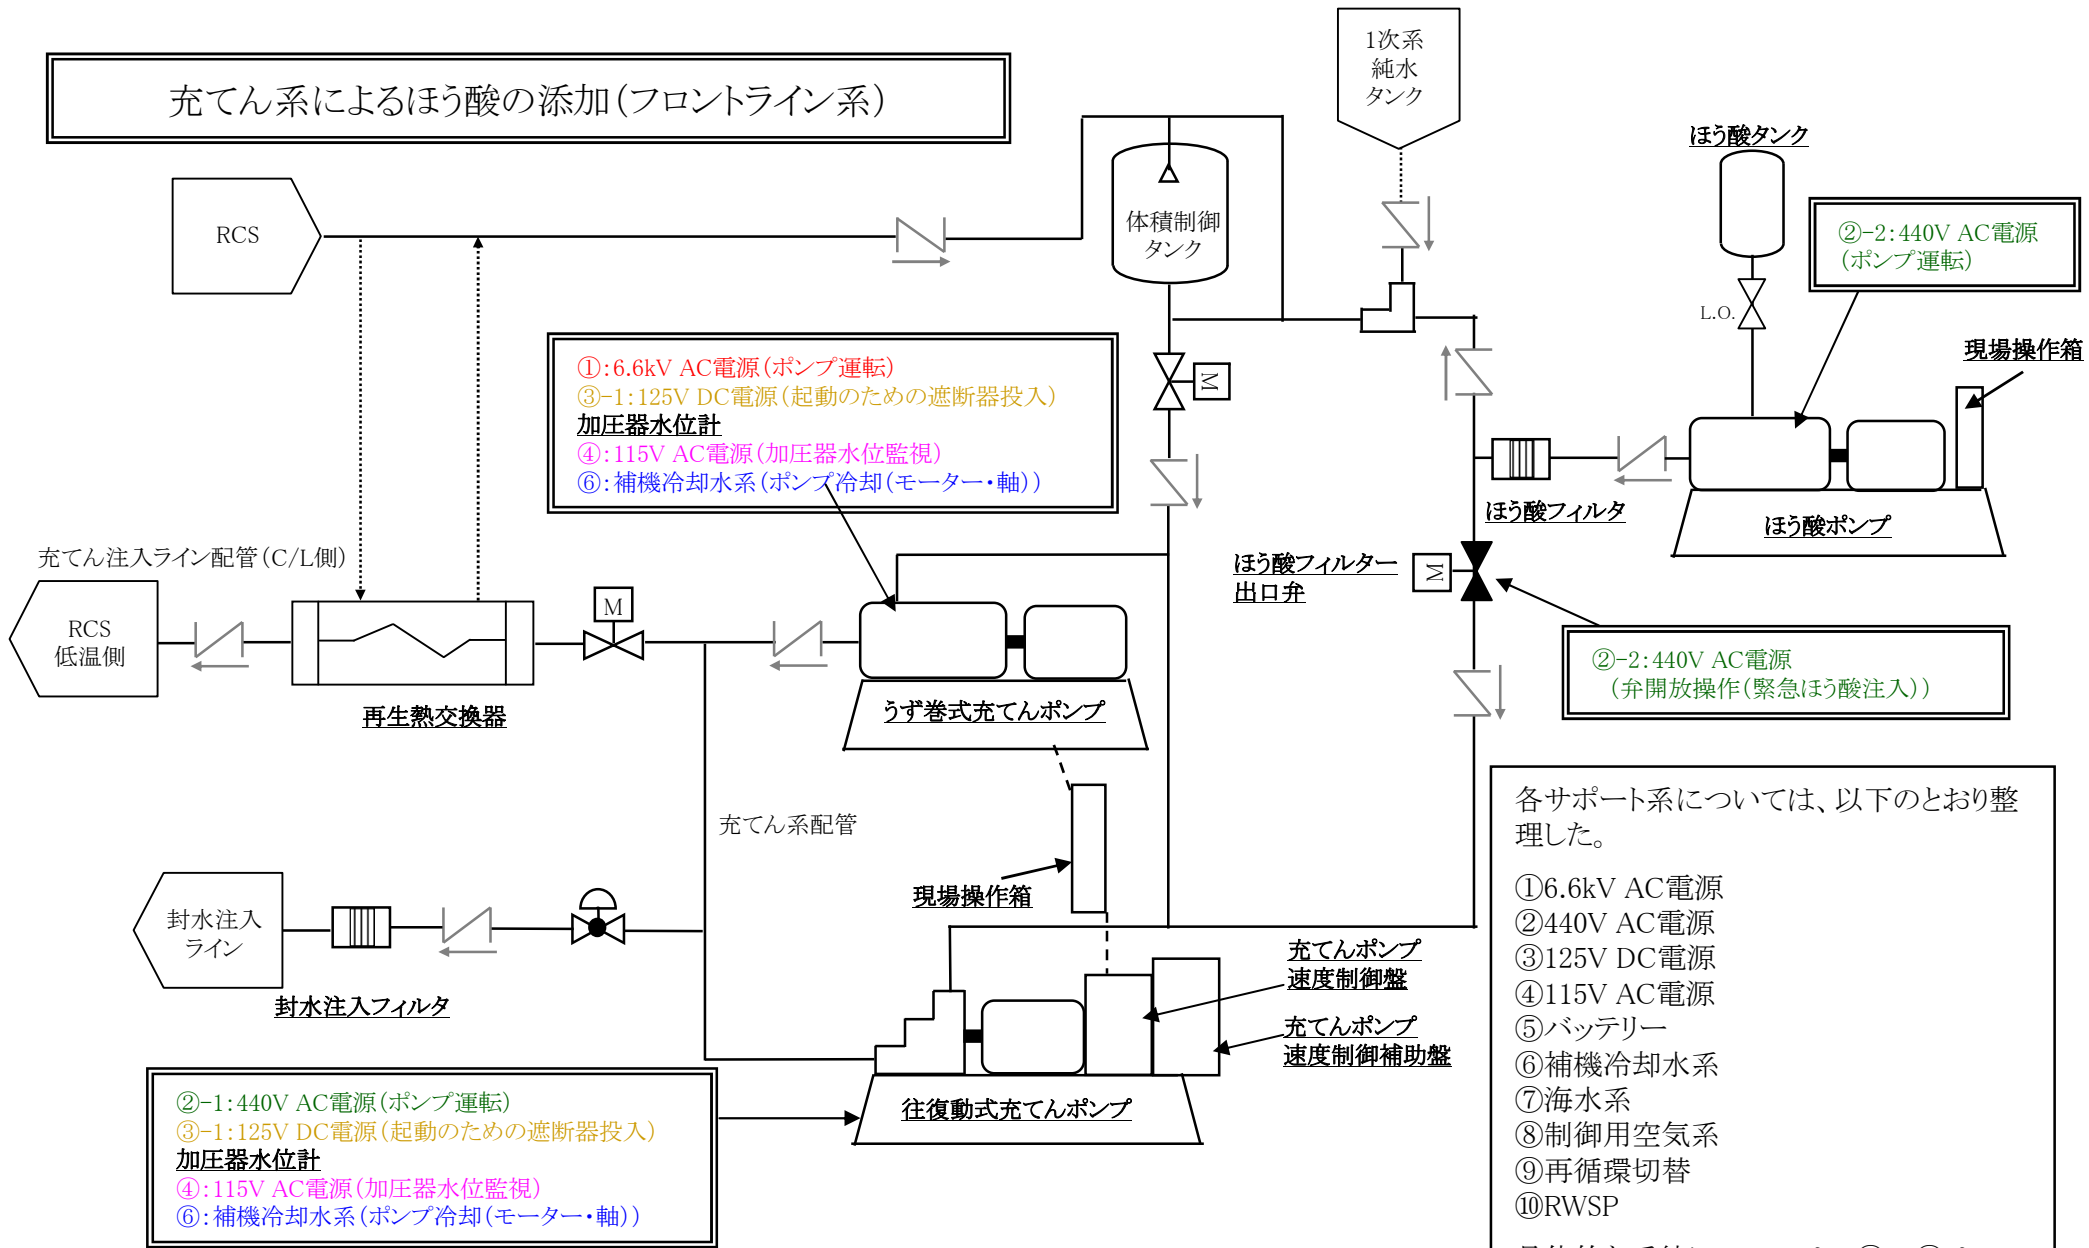 充てん系によるほう酸の添加（フロントライン系）
1次系
純水
タンク
ほう酸タンク
RCS
体積制御
タンク
②-2：440V AC電源
（ポンプ運転）
L.O.
現場操作箱
①：6.6kV AC電源（ポンプ運転）
③-1：125V DC電源（起動のための遮断器投入）
加圧器水位計
④：115V AC電源（加圧器水位監視）
⑥：補機冷却水系（ポンプ冷却（モーター・軸））
M
ほう酸フィルタ
ほう酸ポンプ
充てん注入ライン配管（C/L側）
ほう酸フィルター
出口弁
M
M
RCS
低温側
②-2：440V AC電源
（弁開放操作（緊急ほう酸注入））
再生熱交換器
うず巻式充てんポンプ
充てん系配管
現場操作箱
封水注入
ライン
封水注入フィルタ
充てんポンプ
速度制御盤
充てんポンプ
速度制御補助盤
往復動式充てんポンプ
②-1：440V AC電源（ポンプ運転）
③-1：125V DC電源（起動のための遮断器投入）
加圧器水位計
④：115V AC電源（加圧器水位監視）
⑥：補機冷却水系（ポンプ冷却（モーター・軸））
各サポート系については、以下のとおり整
理した。
①6.6kV AC電源
②440V AC電源
③125V DC電源
④115V AC電源
⑤バッテリー
⑥補機冷却水系
⑦海水系
⑧制御用空気系
⑨再循環切替
⑩RWSP